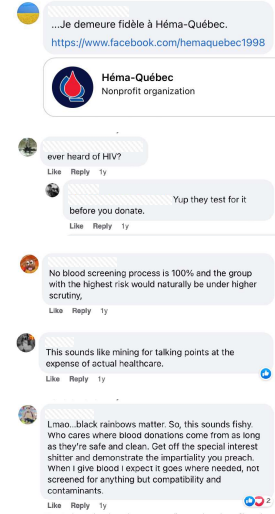 ...Je demeure fidèle à Héma-Québec.
https://www.facebook.com/hemaquebec1998
Héma-Québec
Nonprofit organization
ever heard of HIV?
Like Reply 1y
Yup they test for it
before you donate.
Like Reply 1y
No blood screening process is 100% and the group
with the highest risk would naturally be under higher
scrutiny,
Like Reply 1y
This sounds like mining for talking points at the
expense of actual healthcare.
Like Reply 1y
Lmao...black rainbows matter. So, this sounds fishy.
Who cares where blood donations come from as long
as they're safe and clean. Get off the special interest
shitter and demonstrate the impartiality you preach.
When I give blood I expect it goes where needed, not
screened for anything but compatibility and
contaminants.
2
Like Reply 1y